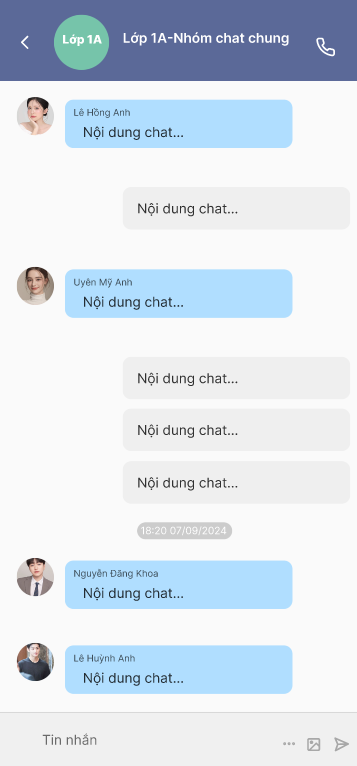 Lớp 1A
Lớp 1A-Nhóm chat chung
Lê Hồng Anh
Nội dung chat...
Nội dung chat...
Uyên Mỹ Anh
Nội dung chat...
Nội dung chat...
Nội dung chat...
Nội dung chat...
18:20 07/09/2024
Nguyễn Đăng Khoa
Nội dung chat...
Lê Huỳnh Anh
Nội dung chat...
Tin nhắn